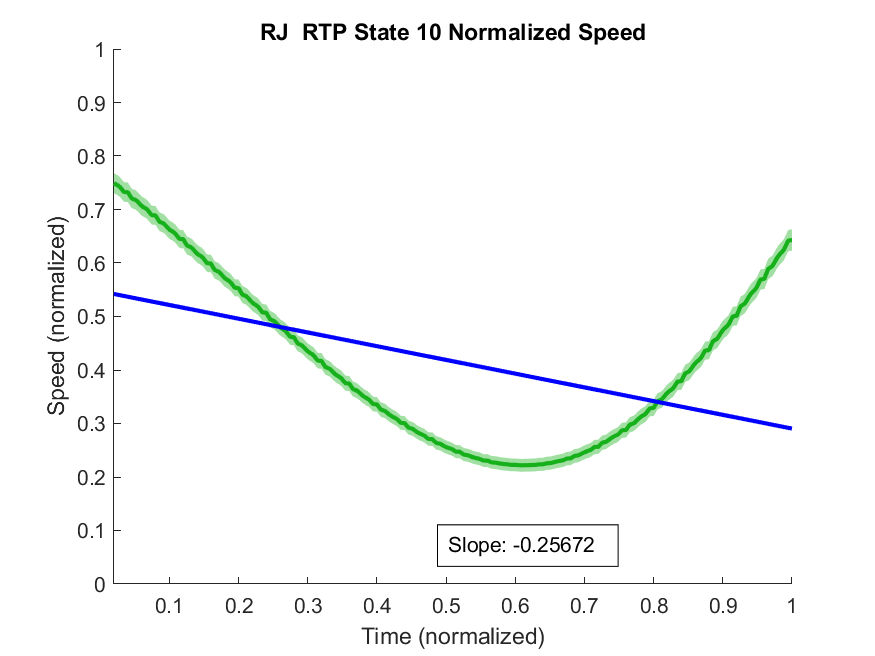 RJ  RTP State 10 Normalized Speed
1
0.9
0.8
0.7
0.6
0.5
0.4
0.3
0.2
0.1
0
Speed (normalized)
Slope: -0.25672
0.1 0.2 0.3 0.4 0.5 0.6 0.7 0.8 0.9 1
Time (normalized)